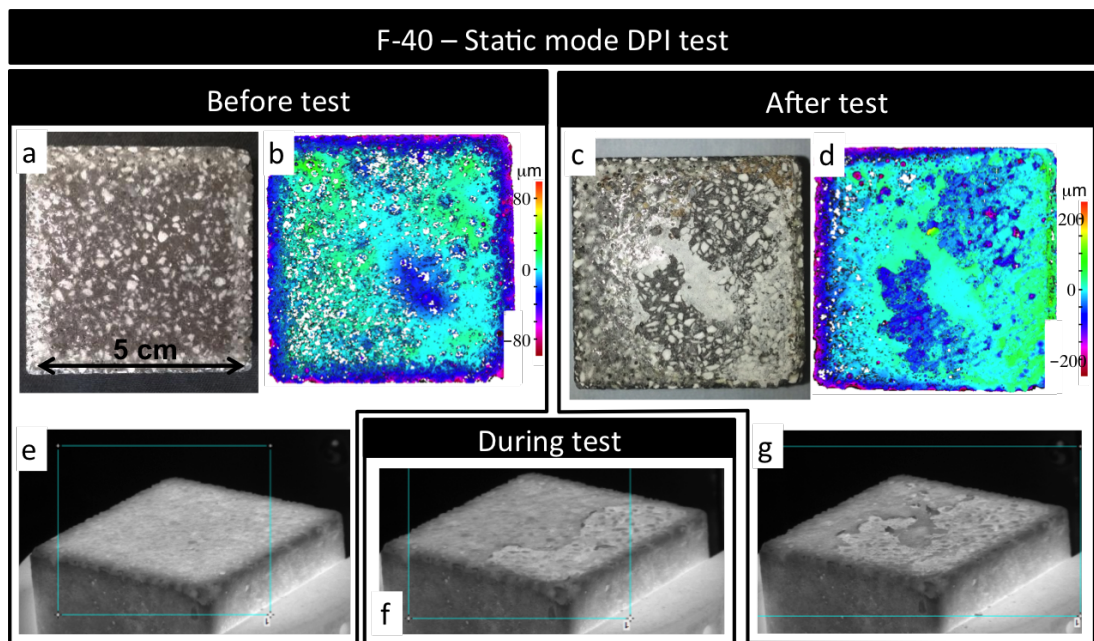 F-40 – Static mode DPI test
Before test
After test
a
b
c
d
μm
80
0
−80
μm
200
0
−200
5 cm
During test
e
f
g